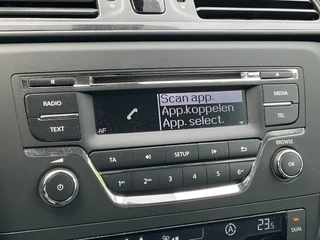 Scan app.
App.koppelen
App. select.
AF
RADIO
TEXT
MEDIA
TEL
TA
SETUP
BROWSE
OK
1
2
3
4
5
6
23.5
A
DUAL